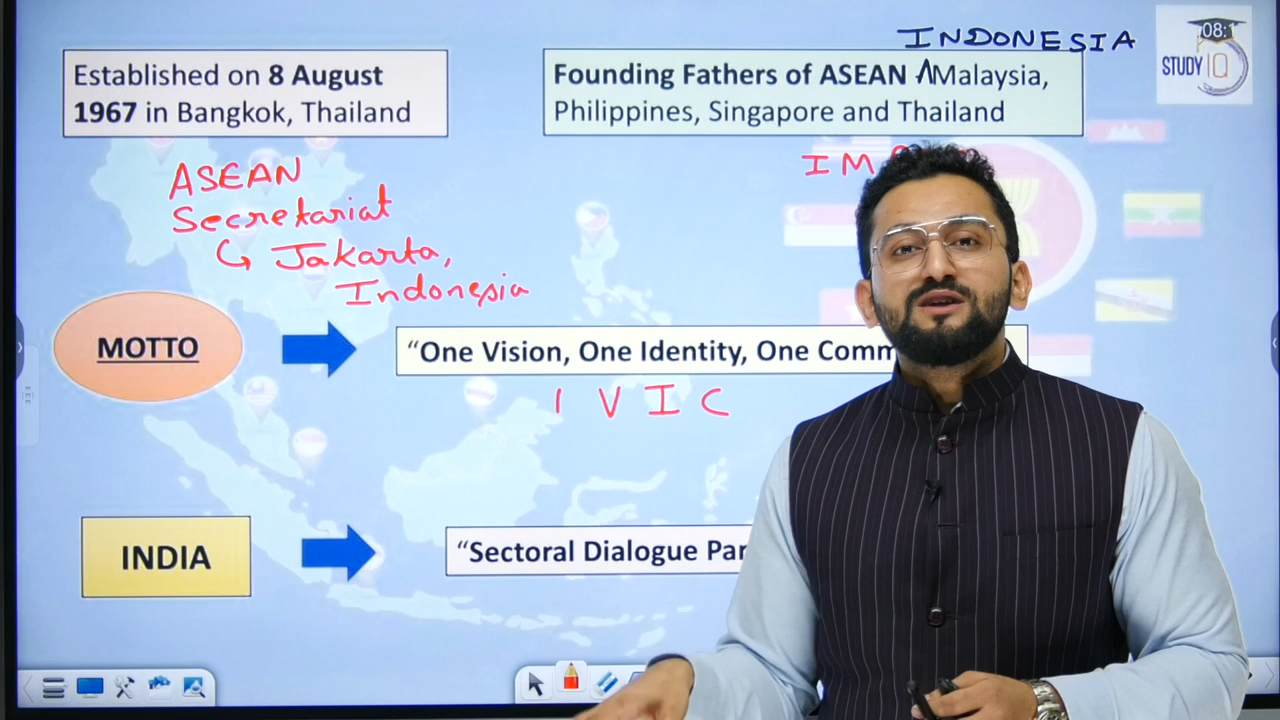 INDONESIA
08:1
STUDY IQ
Established on 8 August
1967 in Bangkok, Thailand
Founding Fathers of ASEAN Malaysia,
Philippines, Singapore and Thailand
ASEAN
Secretariat
Jakarta,
Indonesia
I M
MOTTO
“One Vision, One Identity, One Comm
I V I C
INDIA
“Sectoral Dialogue Par